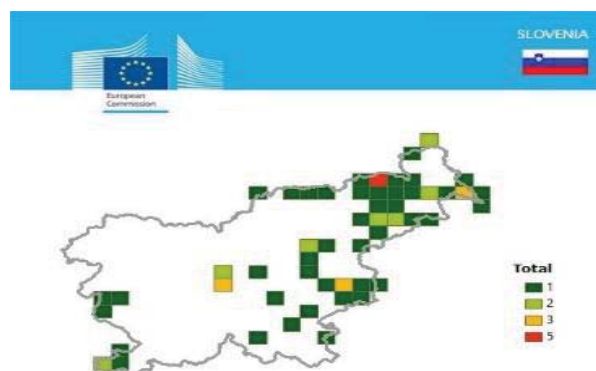 SLOVENIA
European
Commission
Total
1
2
3
5